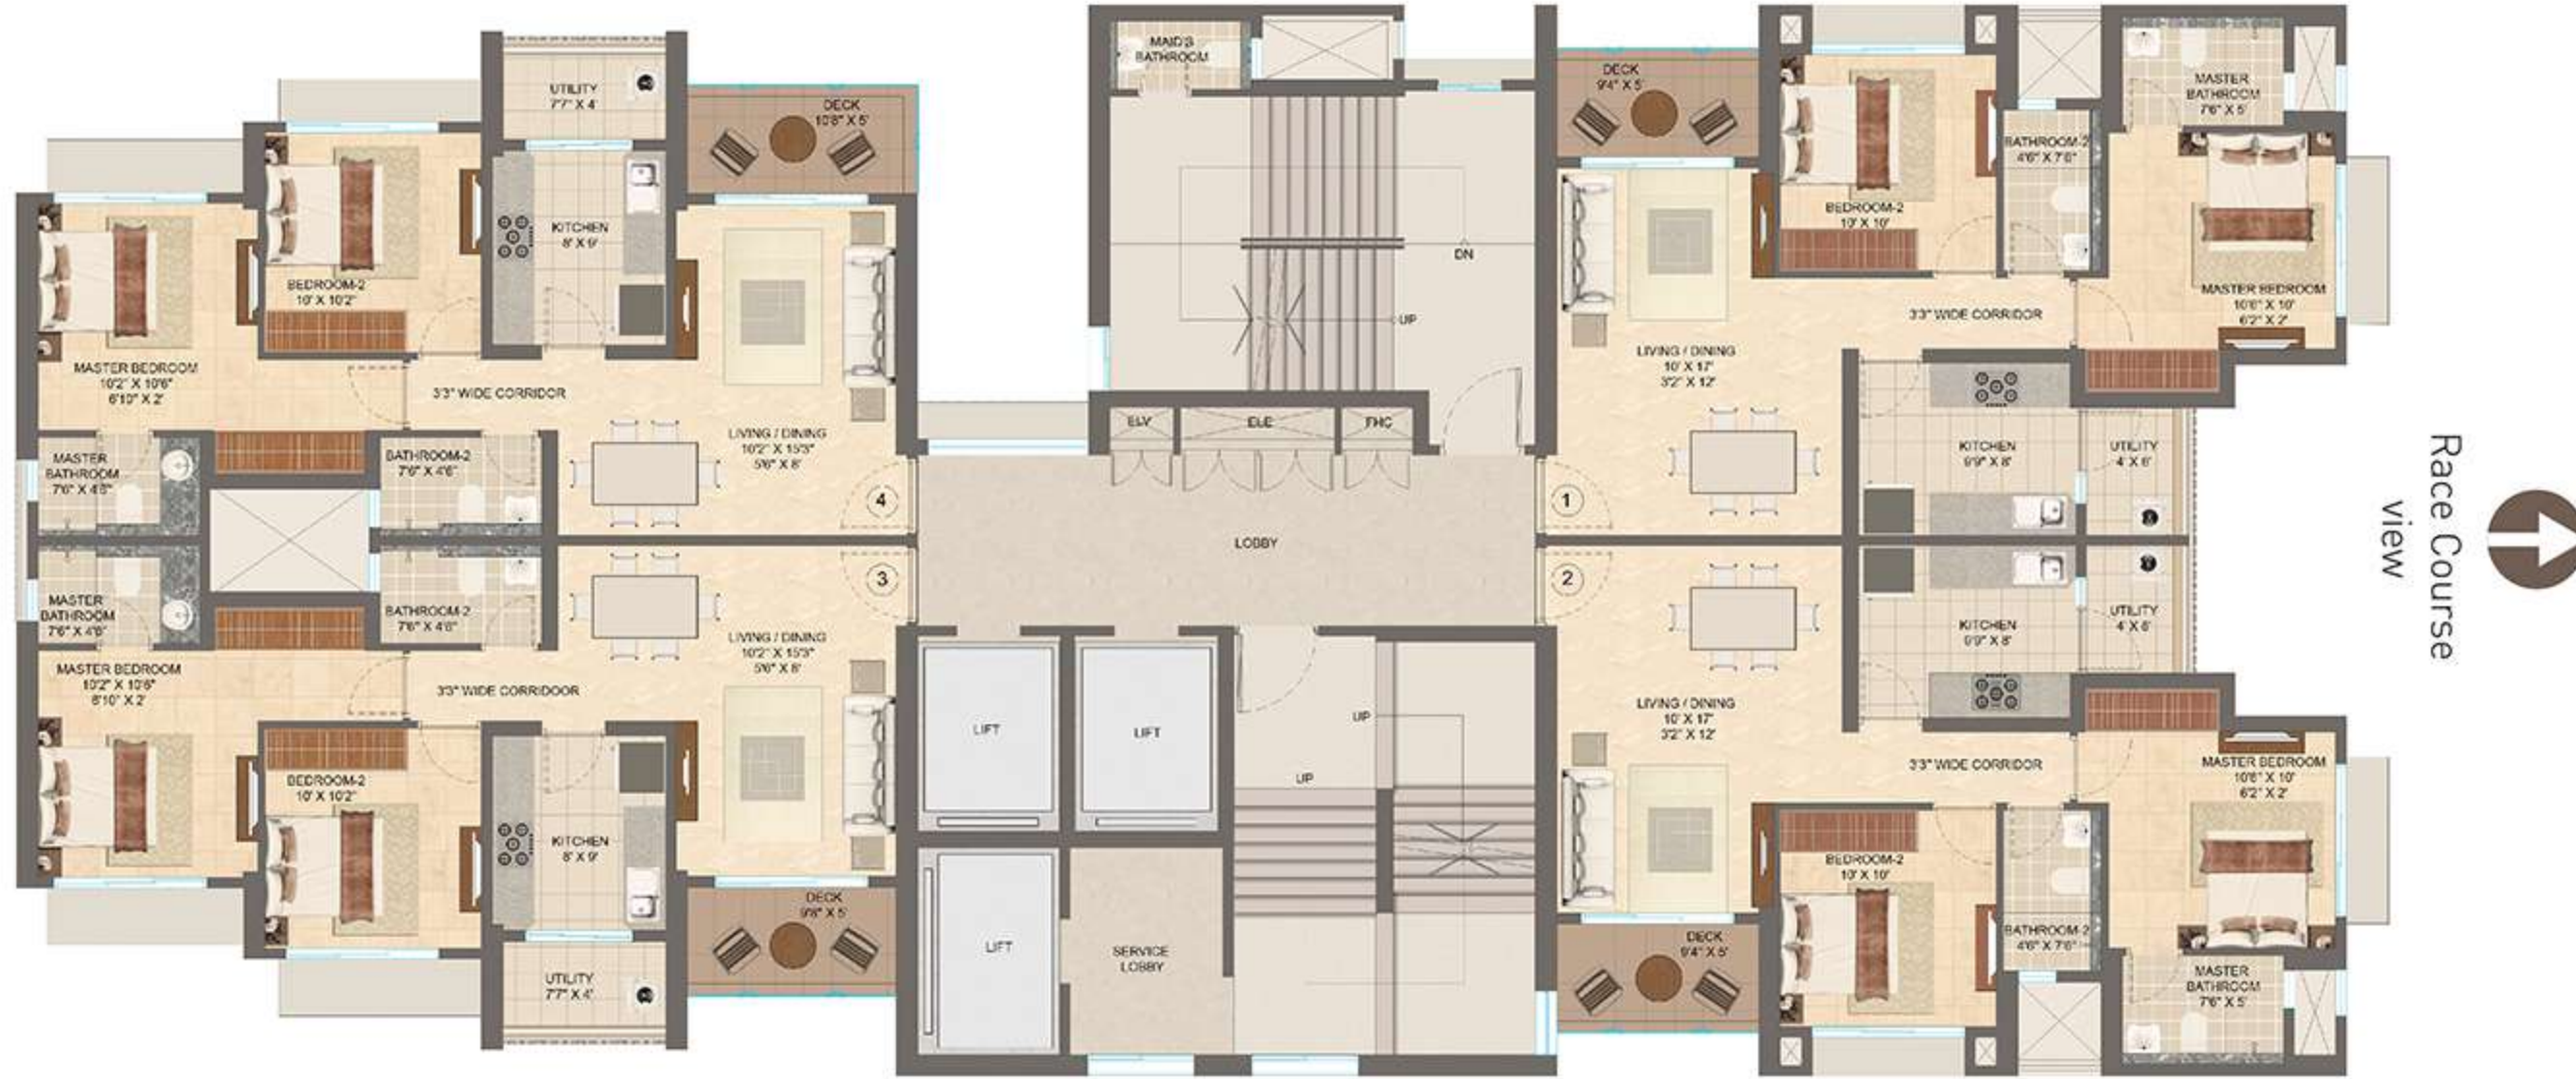 MAID'S
BATHROOM
UTILITY
7'7" X 4'
DECK
10'8" X 5'
BEDROOM-2
10' X 10'2"
KITCHEN
8' X 9'
MASTER BEDROOM
10'2" X 10'6"
6'10" X 2'
3'3" WIDE CORRIDOR
LIVING / DINING
10'2" X 15'3"
5'6" X 8'
MASTER
BATHROOM
7'6" X 4'6"
BATHROOM-2
7'6" X 4'6"
4
MASTER
BATHROOM
7'6" X 4'6"
BATHROOM-2
7'6" X 4'6"
3
MASTER BEDROOM
10'2" X 10'6"
6'10" X 2'
3'3" WIDE CORRIDOOR
LIVING / DINING
10'2" X 15'3"
5'6" X 8'
BEDROOM-2
10' X 10'2"
KITCHEN
8' X 9'
DECK
9'8" X 5'
UTILITY
7'7" X 4'
DN
UP
ELV
ELE
FHC
LOBBY
LIFT
LIFT
UP
UP
LIFT
SERVICE
LOBBY
DECK
9'4" X 5'
BEDROOM-2
10' X 10'
BATHROOM-2
4'6" X 7'6"
MASTER
BATHROOM
7'6" X 5'
MASTER BEDROOM
10'6" X 10'
6'2" X 2'
3'3" WIDE CORRIDOR
LIVING / DINING
10' X 17'
3'2" X 12'
KITCHEN
9'9" X 8'
UTILITY
4' X 6'
1
2
KITCHEN
9'9" X 8'
UTILITY
4' X 6'
LIVING / DINING
10' X 17'
3'2" X 12'
3'3" WIDE CORRIDOR
MASTER BEDROOM
10'6" X 10'
6'2" X 2'
BEDROOM-2
10' X 10'
BATHROOM-2
4'6" X 7'6"
DECK
9'4" X 5'
MASTER
BATHROOM
7'6" X 5'
Race Course
view